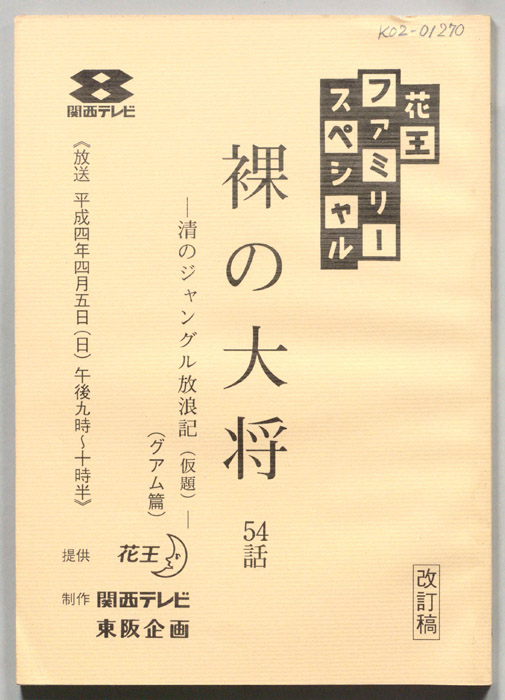 K02-01270
花王
ファミリー
スペシャル
裸の大将 54話
―清のジャングル放浪記(仮題)―
(グアム篇)
関西テレビ
《放送 平成四年四月五日(日)午後九時~十時半》
提供 花王
制作 関西テレビ
東阪企画
改訂稿